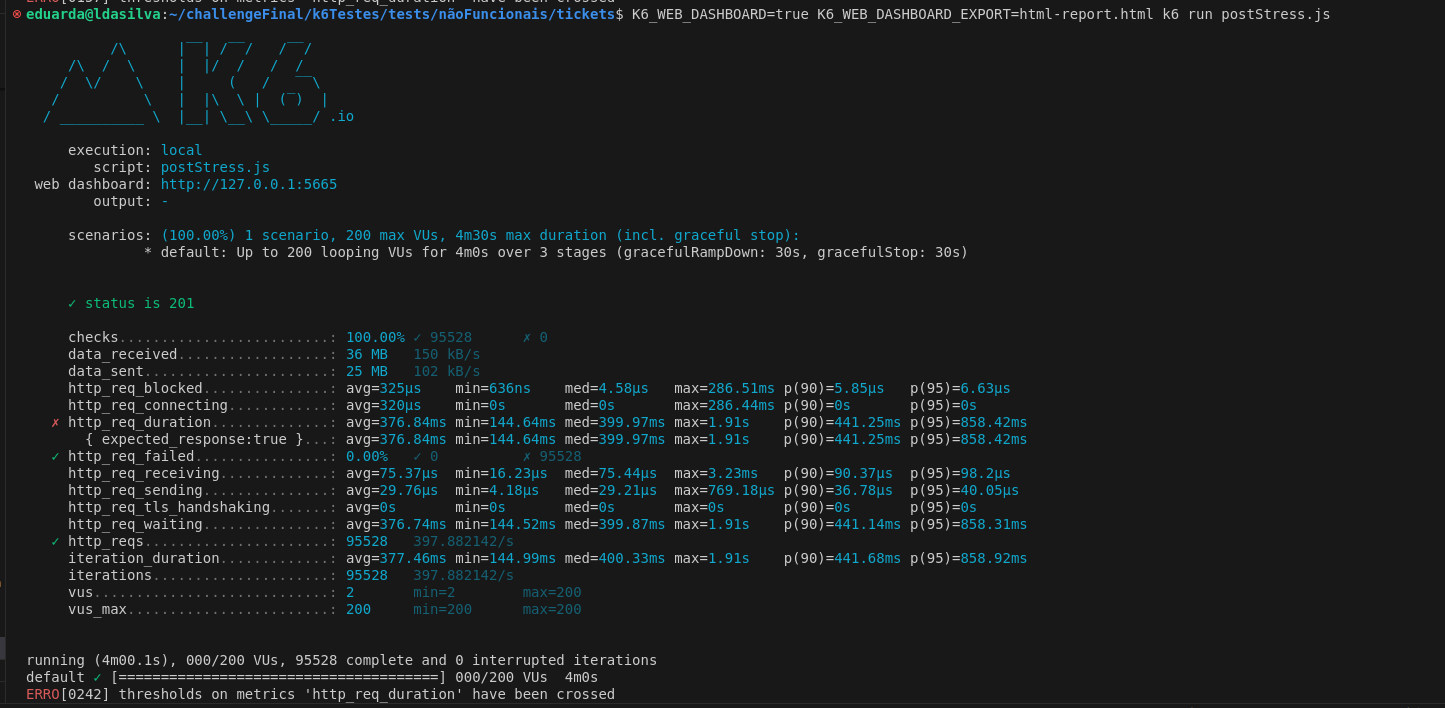 ERRO[0137] thresholds on metrics 'http_req_duration' have been crossed
⊗ eduarda@ldasilva:~/challengeFinal/k6Testes/tests/nãoFuncionais/tickets$ K6_WEB_DASHBOARD=true K6_WEB_DASHBOARD_EXPORT=html-report.html k6 run postStress.js
.io
execution: local
script: postStress.js
web dashboard: http://127.0.0.1:5665
output: -
scenarios: (100.00%) 1 scenario, 200 max VUs, 4m30s max duration (incl. graceful stop):
* default: Up to 200 looping VUs for 4m0s over 3 stages (gracefulRampDown: 30s, gracefulStop: 30s)
✓ status is 201
checks.........................: 100.00% ✓ 95528 ✗ 0
data_received..................: 36 MB 150 kB/s
data_sent......................: 25 MB 102 kB/s
http_req_blocked...............: avg=325µs min=636ns med=4.58µs max=286.51ms p(90)=5.85µs p(95)=6.63µs
http_req_connecting............: avg=320µs min=0s med=0s max=286.44ms p(90)=0s p(95)=0s
✗ http_req_duration..............: avg=376.84ms min=144.64ms med=399.97ms max=1.91s p(90)=441.25ms p(95)=858.42ms
{ expected_response:true }...: avg=376.84ms min=144.64ms med=399.97ms max=1.91s p(90)=441.25ms p(95)=858.42ms
✓ http_req_failed................: 0.00% ✓ 0 ✗ 95528
http_req_receiving.............: avg=75.37µs min=16.23µs med=75.44µs max=3.23ms p(90)=90.37µs p(95)=98.2µs
http_req_sending...............: avg=29.76µs min=4.18µs med=29.21µs max=769.18µs p(90)=36.78µs p(95)=40.05µs
http_req_tls_handshaking.......: avg=0s min=0s med=0s max=0s p(90)=0s p(95)=0s
http_req_waiting...............: avg=376.74ms min=144.52ms med=399.87ms max=1.91s p(90)=441.14ms p(95)=858.31ms
✓ http_reqs......................: 95528 397.882142/s
iteration_duration.............: avg=377.46ms min=144.99ms med=400.33ms max=1.91s p(90)=441.68ms p(95)=858.92ms
iterations.....................: 95528 397.882142/s
vus............................: 2 min=2 max=200
vus_max........................: 200 min=200 max=200
running (4m00.1s), 000/200 VUs, 95528 complete and 0 interrupted iterations
default ✓ [======================================] 000/200 VUs 4m0s
ERRO[0242] thresholds on metrics 'http_req_duration' have been crossed